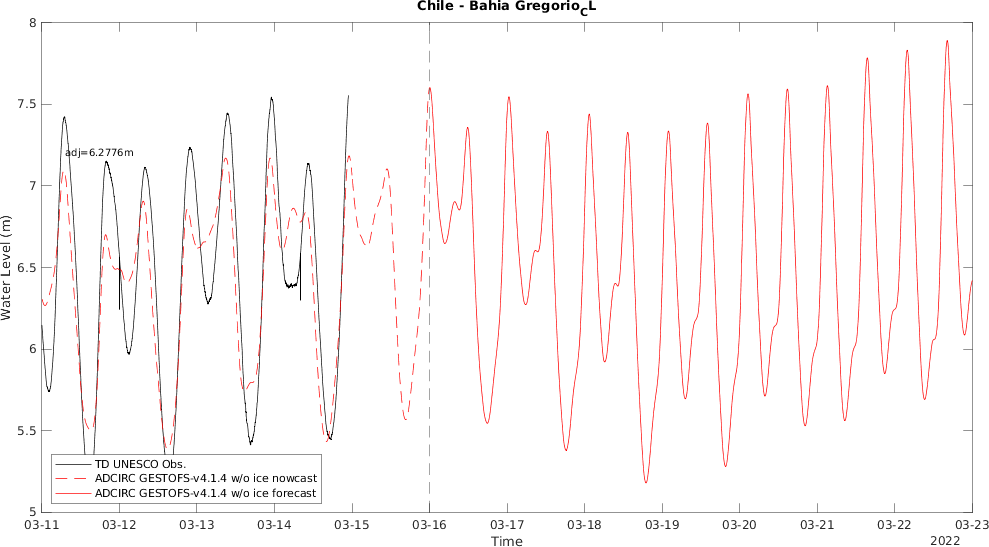 Chile - Bahia Gregorio_CL
8
7.5
adj=6.2776m
7
6.5
6
5.5
5
Water Level (m)
TD UNESCO Obs.
ADCIRC GESTOFS-v4.1.4 w/o ice nowcast
ADCIRC GESTOFS-v4.1.4 w/o ice forecast
03-11 03-12 03-13 03-14 03-15 03-16 03-17 03-18 03-19 03-20 03-21 03-22 03-23
Time
2022